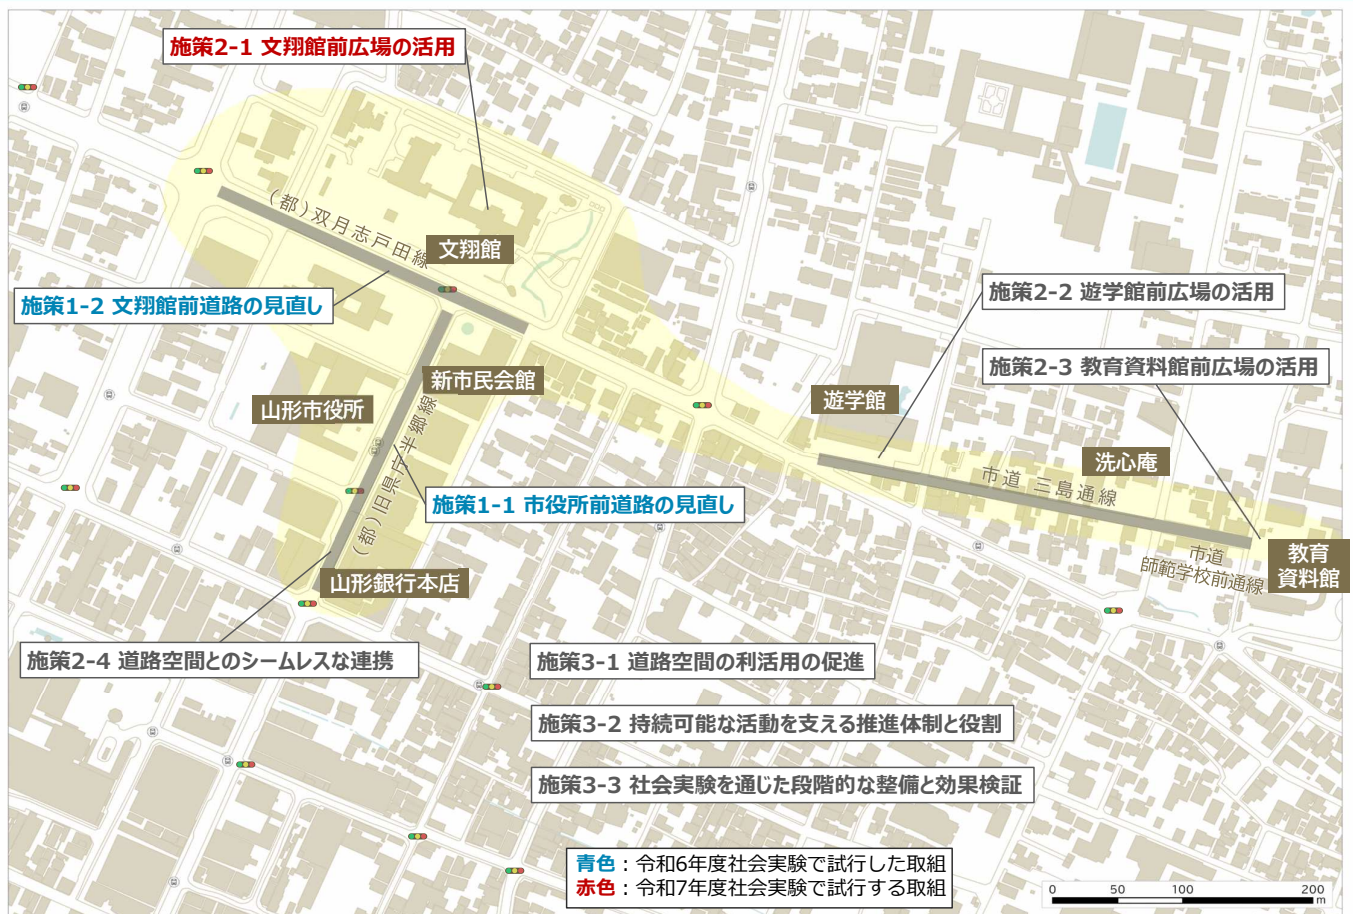 施策2-1 文翔館前広場の活用
(都)双月志戸田線
文翔館
施策1-2 文翔館前道路の見直し
施策2-2 遊学館前広場の活用
施策2-3 教育資料館前広場の活用
新市民会館
山形市役所
遊学館
(都)旧県庁半郷線
洗心庵
市道 三島通線
施策1-1 市役所前道路の見直し
市道
師範学校前通線
教育
資料館
山形銀行本店
施策2-4 道路空間とのシームレスな連携
施策3-1 道路空間の利活用の促進
施策3-2 持続可能な活動を支える推進体制と役割
施策3-3 社会実験を通じた段階的な整備と効果検証
青色：令和6年度社会実験で試行した取組
赤色：令和7年度社会実験で試行する取組
0 50 100 200
m